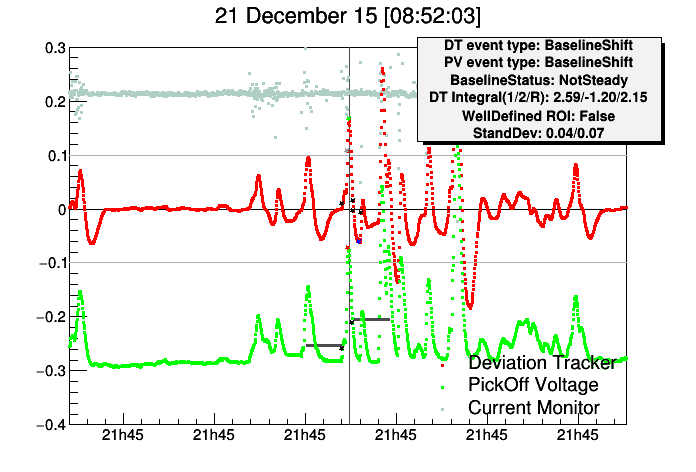 21 December 15 [08:52:03]
DT event type: BaselineShift
PV event type: BaselineShift
BaselineStatus: NotSteady
DT Integral(1/2/R): 2.59/-1.20/2.15
WellDefined ROI: False
StandDev: 0.04/0.07
0.3
0.2
0.1
0
−0.1
−0.2
−0.3
−0.4
Deviation Tracker
PickOff Voltage
Current Monitor
21h45 21h45 21h45 21h45 21h45 21h45